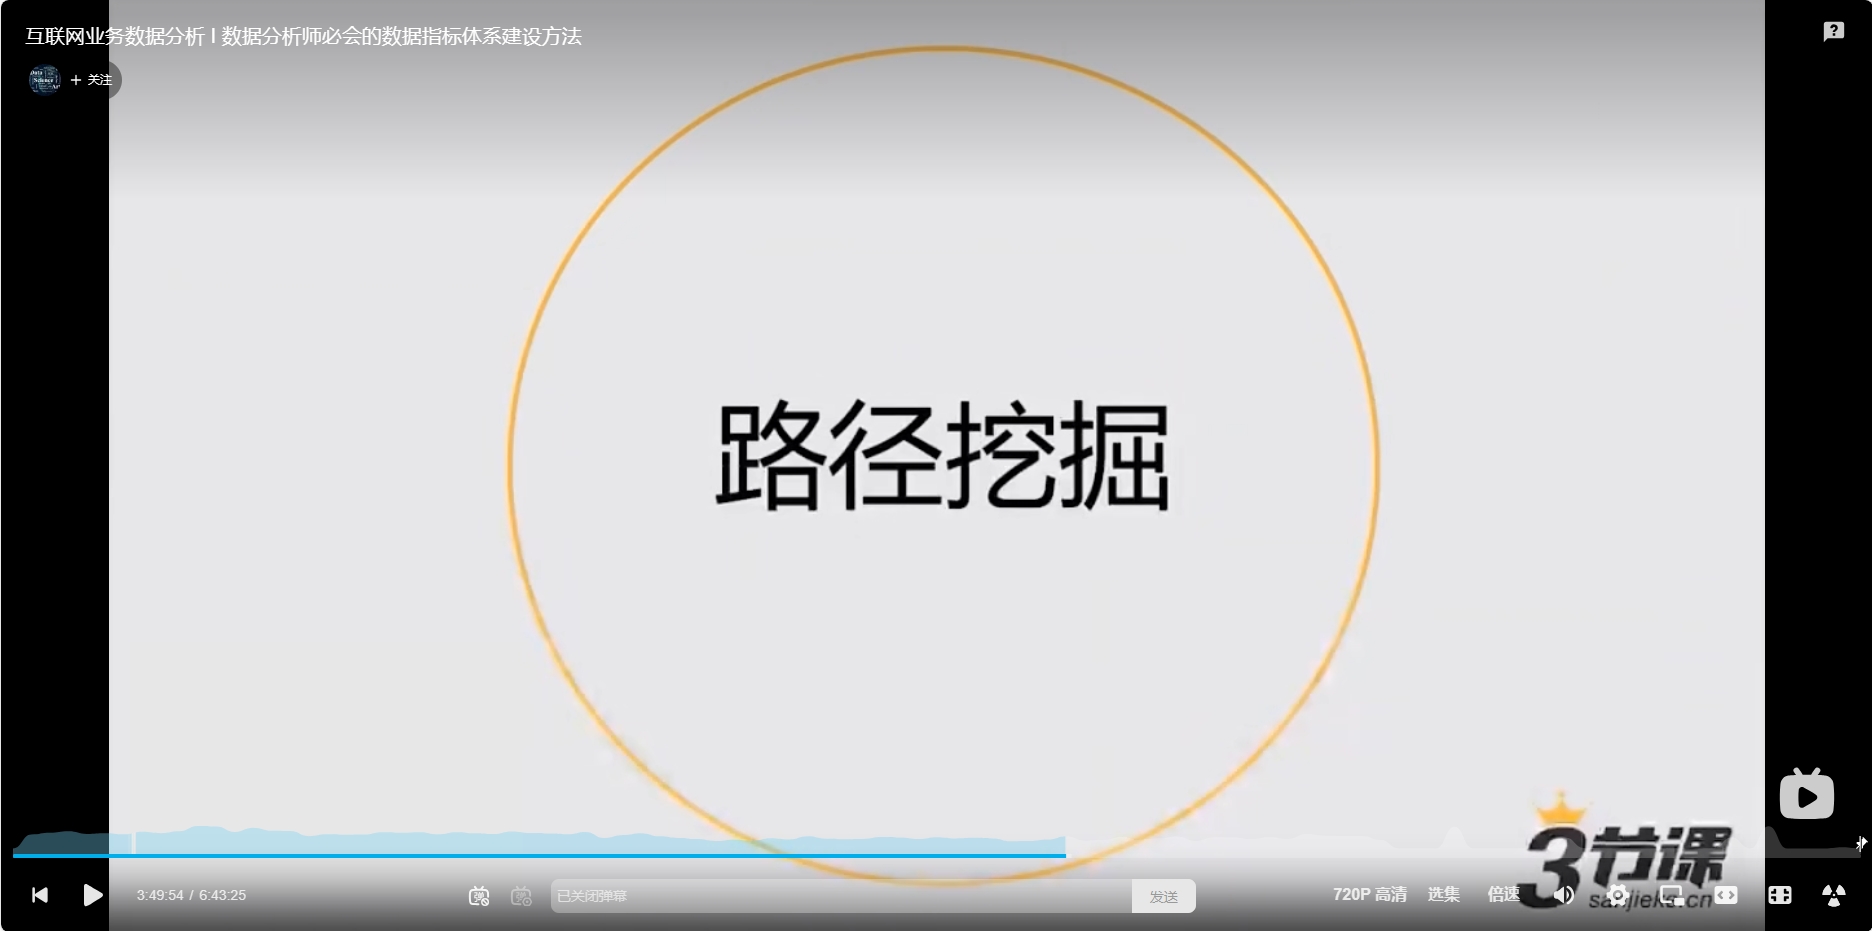 互联网业务数据分析 I 数据分析师必会的数据指标体系建设方法
+ 关注
路径挖掘
3节课
sanjieke.cn
3:49:54 / 6:43:25
已关闭弹幕
发送
720P 高清
选集
倍速